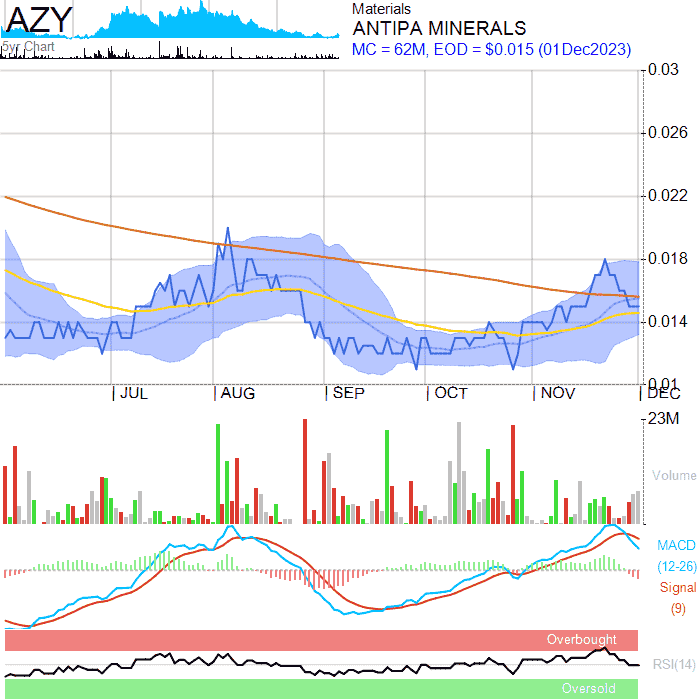 AZY
5yr Chart
Materials
ANTIPA MINERALS
MC = 62M, EOD = $0.015 (01Dec2023)
0.03
0.026
0.022
0.018
0.014
0.01
JUL
AUG
SEP
OCT
NOV
DEC
23M
Volume
MACD
(12-26)
Signal
(9)
Overbought
RSI(14)
Oversold